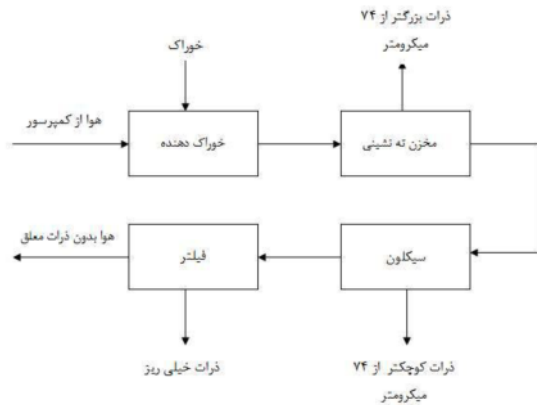 ذرات بزرگتر از ۷۴
میکرومتر
خوراک
هوا از کمپرسور
خوراک دهنده
مخزن ته نشینی
هوا بدون ذرات معلق
فیلتر
سیکلون
ذرات خیلی ریز
ذرات کوچکتر از ۷۴
میکرومتر